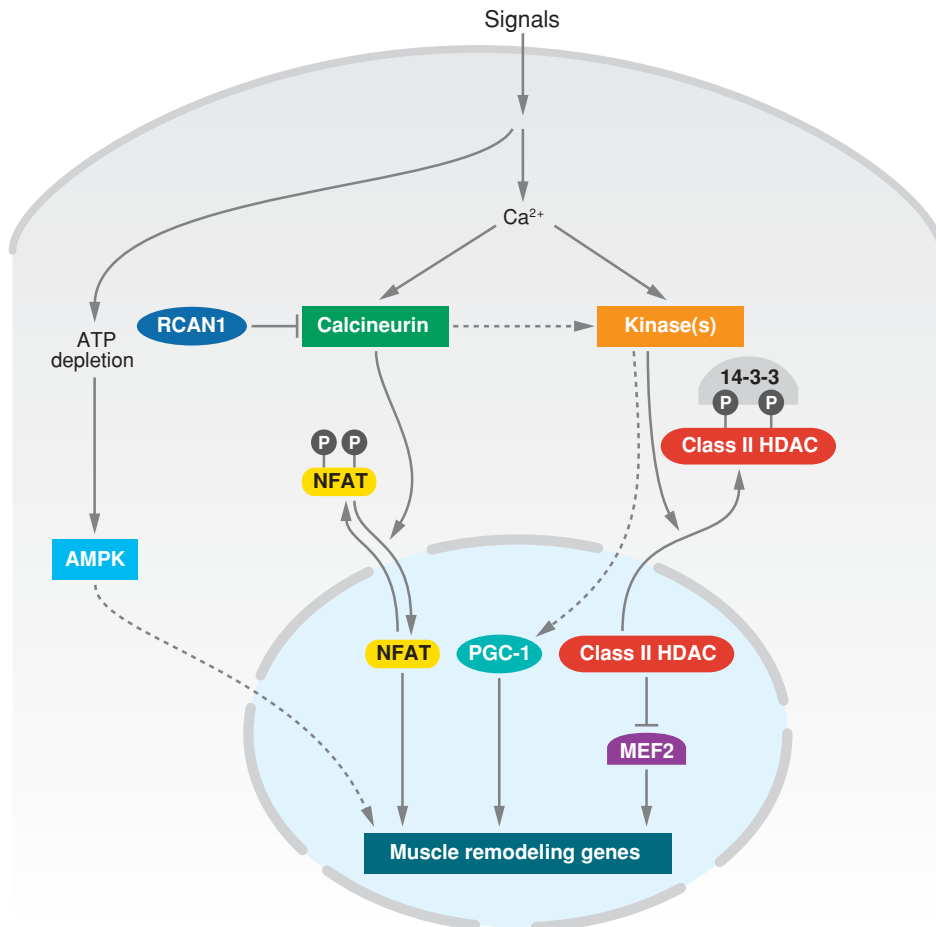 Signals
Ca²⁺
RCAN1
Calcineurin
Kinase(s)
ATP
depletion
14-3-3
P P
Class II HDAC
P P
NFAT
AMPK
NFAT
PGC-1
Class II HDAC
MEF2
Muscle remodeling genes